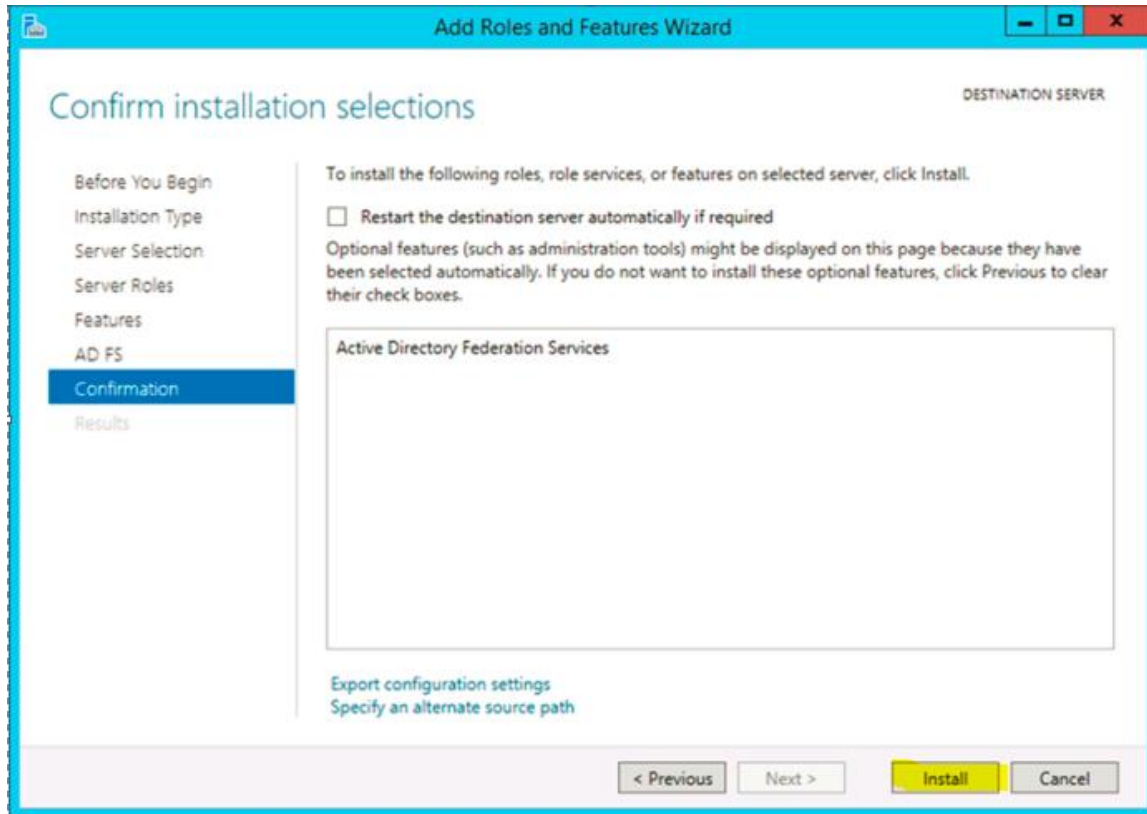 Add Roles and Features Wizard
Confirm installation selections
DESTINATION SERVER
Before You Begin
Installation Type
Server Selection
Server Roles
Features
AD FS
Confirmation
Results
To install the following roles, role services, or features on selected server, click Install.
Restart the destination server automatically if required
Optional features (such as administration tools) might be displayed on this page because they have
been selected automatically. If you do not want to install these optional features, click Previous to clear
their check boxes.
Active Directory Federation Services
Export configuration settings
Specify an alternate source path
< Previous
Next >
Install
Cancel